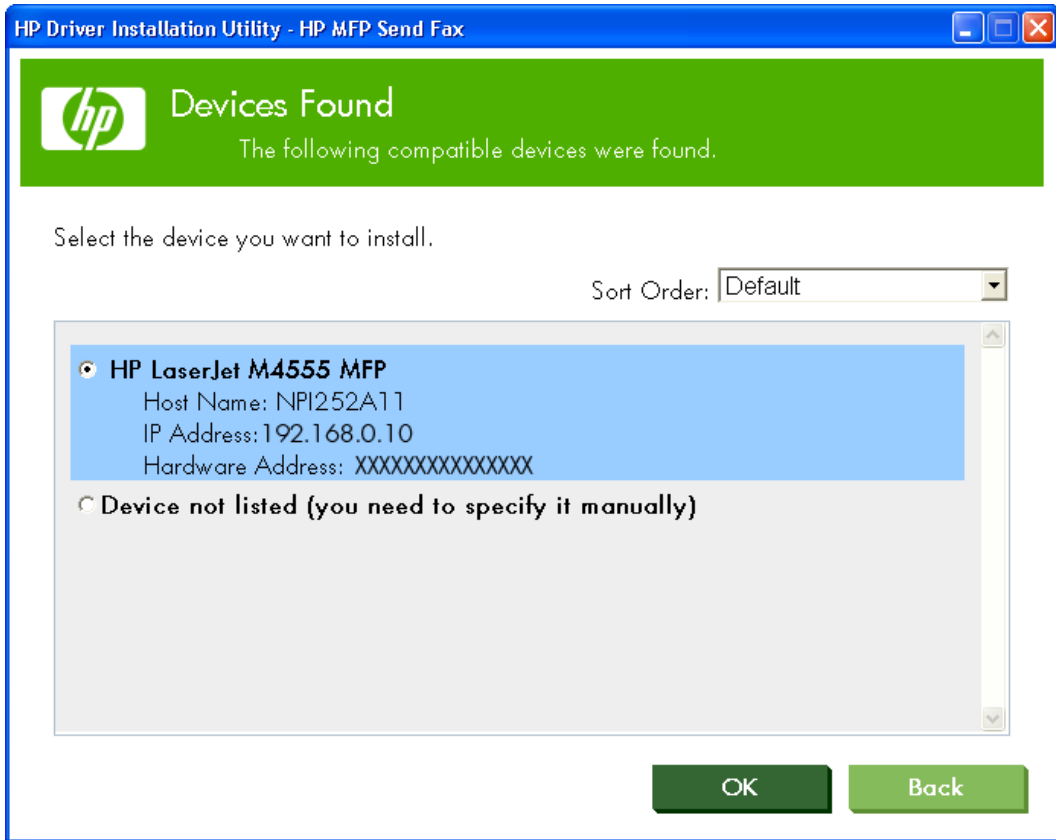 HP Driver Installation Utility - HP MFP Send Fax
hp
Devices Found
The following compatible devices were found.
Select the device you want to install.
Sort Order: Default
HP LaserJet M4555 MFP
Host Name: NPI252A11
IP Address: 192.168.0.10
Hardware Address: XXXXXXXXXXXXXXX
Device not listed (you need to specify it manually)
OK Back